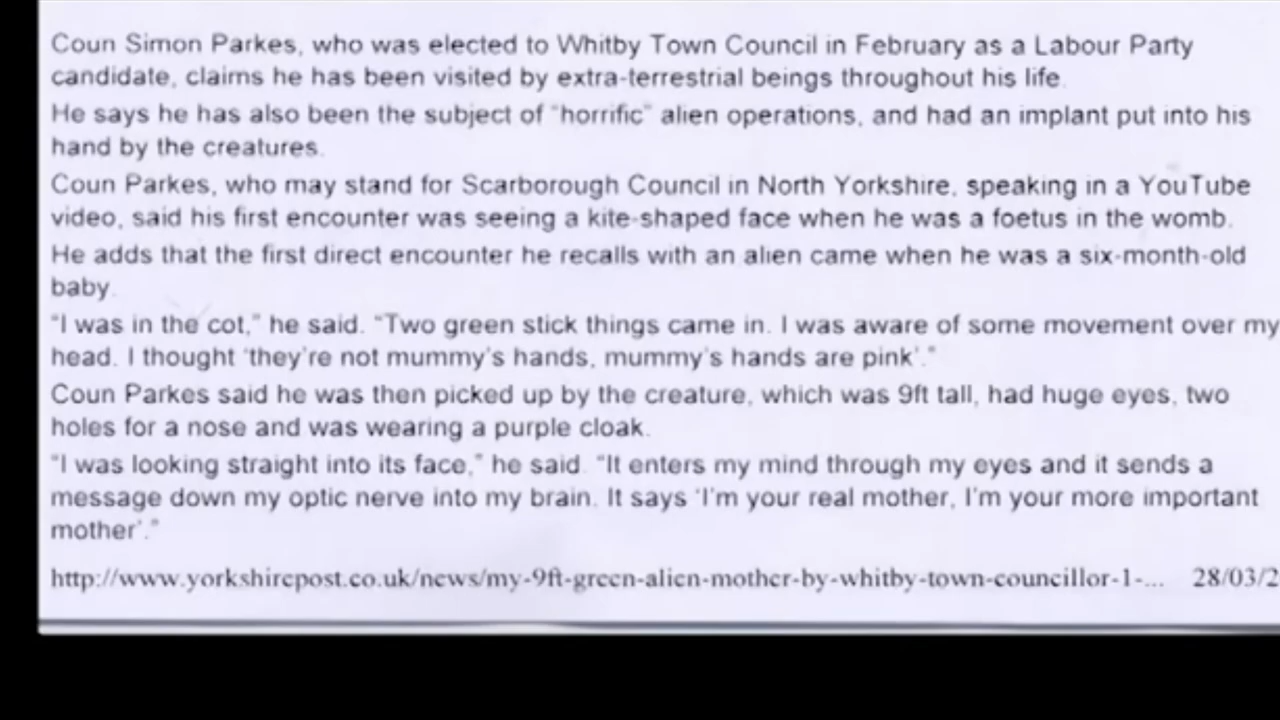 Coun Simon Parkes, who was elected to Whitby Town Council in February as a Labour Party
candidate, claims he has been visited by extra-terrestrial beings throughout his life.
He says he has also been the subject of “horrific” alien operations, and had an implant put into his
hand by the creatures.
Coun Parkes, who may stand for Scarborough Council in North Yorkshire, speaking in a YouTube
video, said his first encounter was seeing a kite-shaped face when he was a foetus in the womb.
He adds that the first direct encounter he recalls with an alien came when he was a six-month-old
baby.
“I was in the cot,” he said. “Two green stick things came in. I was aware of some movement over my
head. I thought ‘they’re not mummy’s hands, mummy’s hands are pink’.”
Coun Parkes said he was then picked up by the creature, which was 9ft tall, had huge eyes, two
holes for a nose and was wearing a purple cloak.
“I was looking straight into its face,” he said. “It enters my mind through my eyes and it sends a
message down my optic nerve into my brain. It says ‘I’m your real mother, I’m your more important
mother’.”
http://www.yorkshirepost.co.uk/news/my-9ft-green-alien-mother-by-whitby-town-councillor-1-... 28/03/2